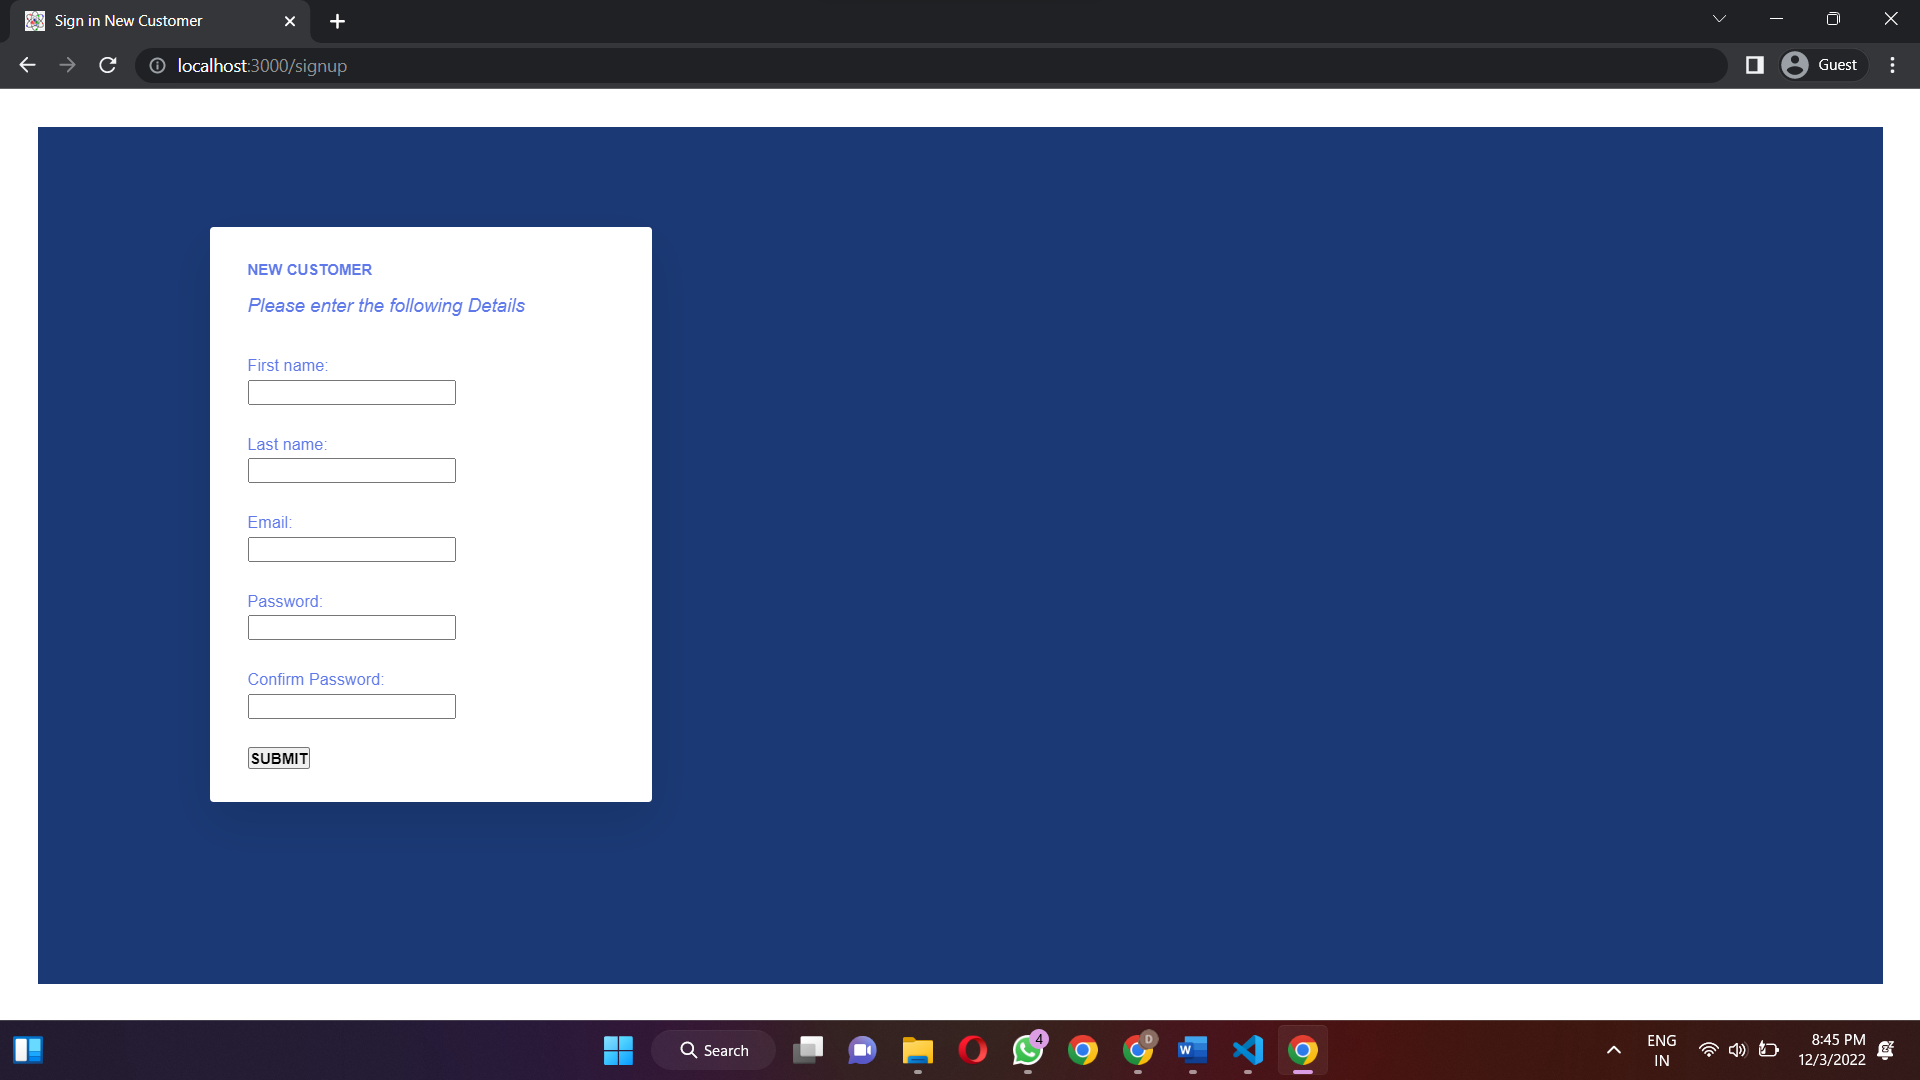 Sign in New Customer
localhost:3000/signup
Guest
NEW CUSTOMER
Please enter the following Details
First name:
Last name:
Email:
Password:
Confirm Password:
SUBMIT
Search
4
D
W
ENG
IN
8:45 PM
12/3/2022